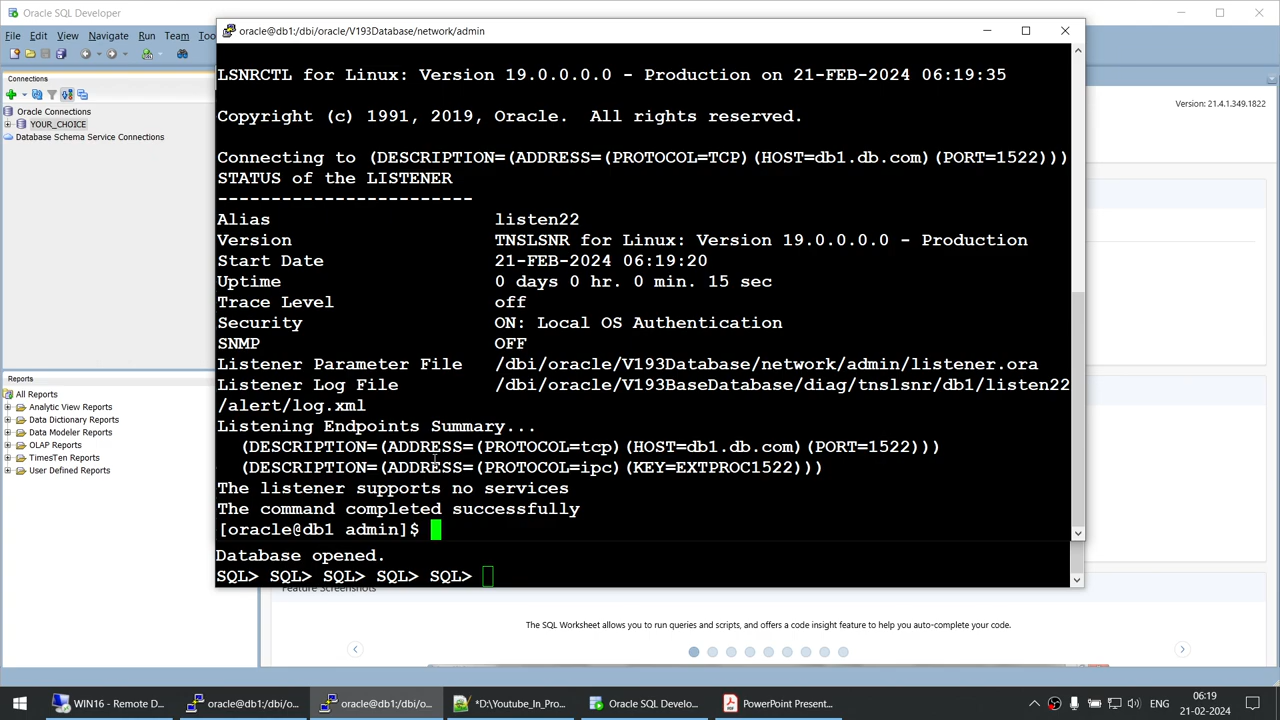 Oracle SQL Developer
oracle@db1:/dbi/oracle/V193Database/network/admin
File Edit View Navigate Run Team Too
Connections
Oracle Connections
YOUR_CHOICE
Database Schema Service Connections
Version: 21.4.1.349.1822
LSNRCTL for Linux: Version 19.0.0.0.0 - Production on 21-FEB-2024 06:19:35
Copyright (c) 1991, 2019, Oracle.  All rights reserved.
Connecting to (DESCRIPTION=(ADDRESS=(PROTOCOL=TCP)(HOST=db1.db.com)(PORT=1522)))
STATUS of the LISTENER
------------------------
Alias                     listen22
Version                   TNSLSNR for Linux: Version 19.0.0.0.0 - Production
Start Date                21-FEB-2024 06:19:20
Uptime                    0 days 0 hr. 0 min. 15 sec
Trace Level               off
Security                  ON: Local OS Authentication
SNMP                      OFF
Listener Parameter File   /dbi/oracle/V193Database/network/admin/listener.ora
Listener Log File         /dbi/oracle/V193BaseDatabase/diag/tnslsnr/db1/listen22
/alert/log.xml
Listening Endpoints Summary...
(DESCRIPTION=(ADDRESS=(PROTOCOL=tcp)(HOST=db1.db.com)(PORT=1522)))
(DESCRIPTION=(ADDRESS=(PROTOCOL=ipc)(KEY=EXTPROC1522)))
The listener supports no services
The command completed successfully
[oracle@db1 admin]$
Database opened.
SQL> SQL> SQL> SQL> SQL>
Reports
All Reports
Analytic View Reports
Data Dictionary Reports
Data Modeler Reports
OLAP Reports
TimesTen Reports
User Defined Reports
Feature Screenshots
The SQL Worksheet allows you to run queries and scripts, and offers a code insight feature to help you auto-complete your code.
WIN16 - Remote D...
oracle@db1:/dbi/o...
oracle@db1:/dbi/o...
*D:\Youtube_In_Pro...
Oracle SQL Develo...
PowerPoint Present...
ENG
06:19
21-02-2024